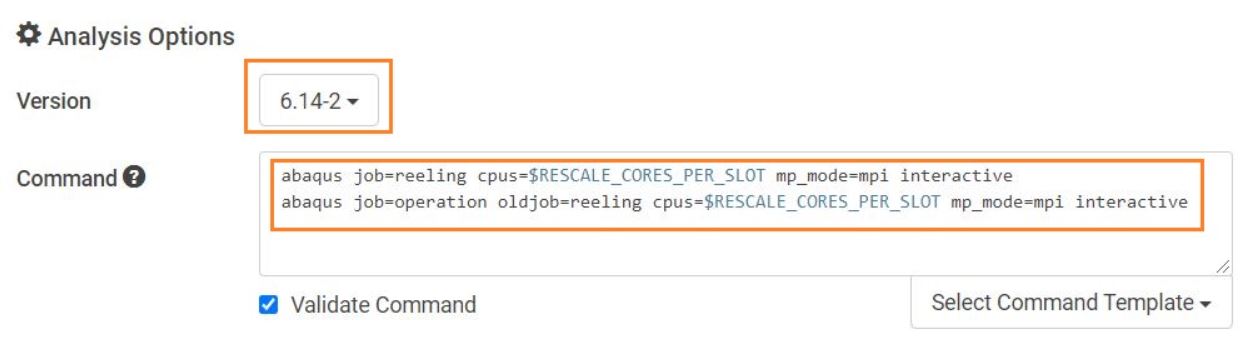 Analysis Options
Version
6.14-2
Command
abaqus job=reeling cpus=$RESCALE_CORES_PER_SLOT mp_mode=mpi interactive
abaqus job=operation oldjob=reeling cpus=$RESCALE_CORES_PER_SLOT mp_mode=mpi interactive
Validate Command
Select Command Template